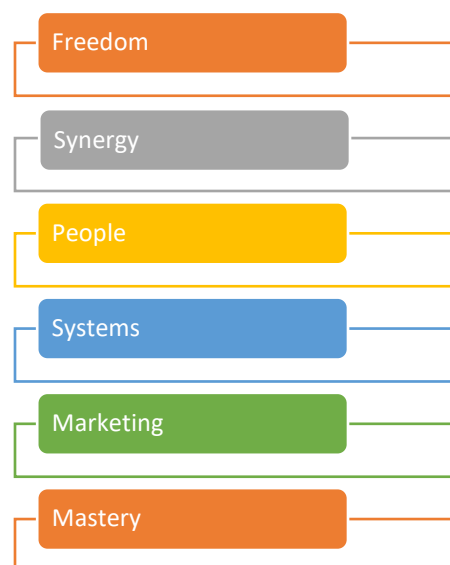 Freedom
Synergy
People
Systems
Marketing
Mastery